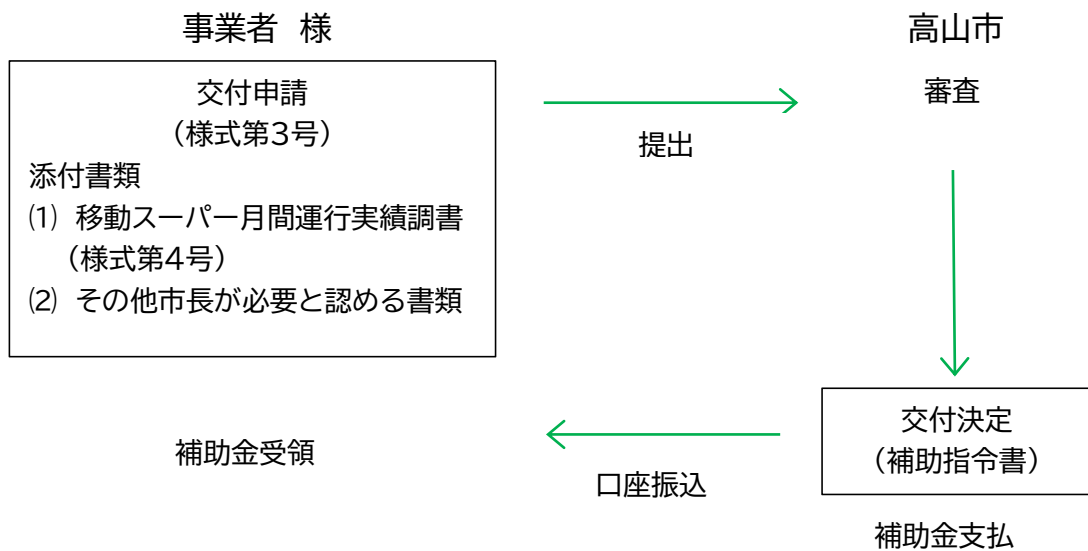 事業者 様
高山市
交付申請
（様式第3号）
添付書類
⑴ 移動スーパー月間運行実績調書
（様式第4号）
⑵ その他市長が必要と認める書類
提出
審査
交付決定
（補助指令書）
補助金受領
口座振込
補助金支払